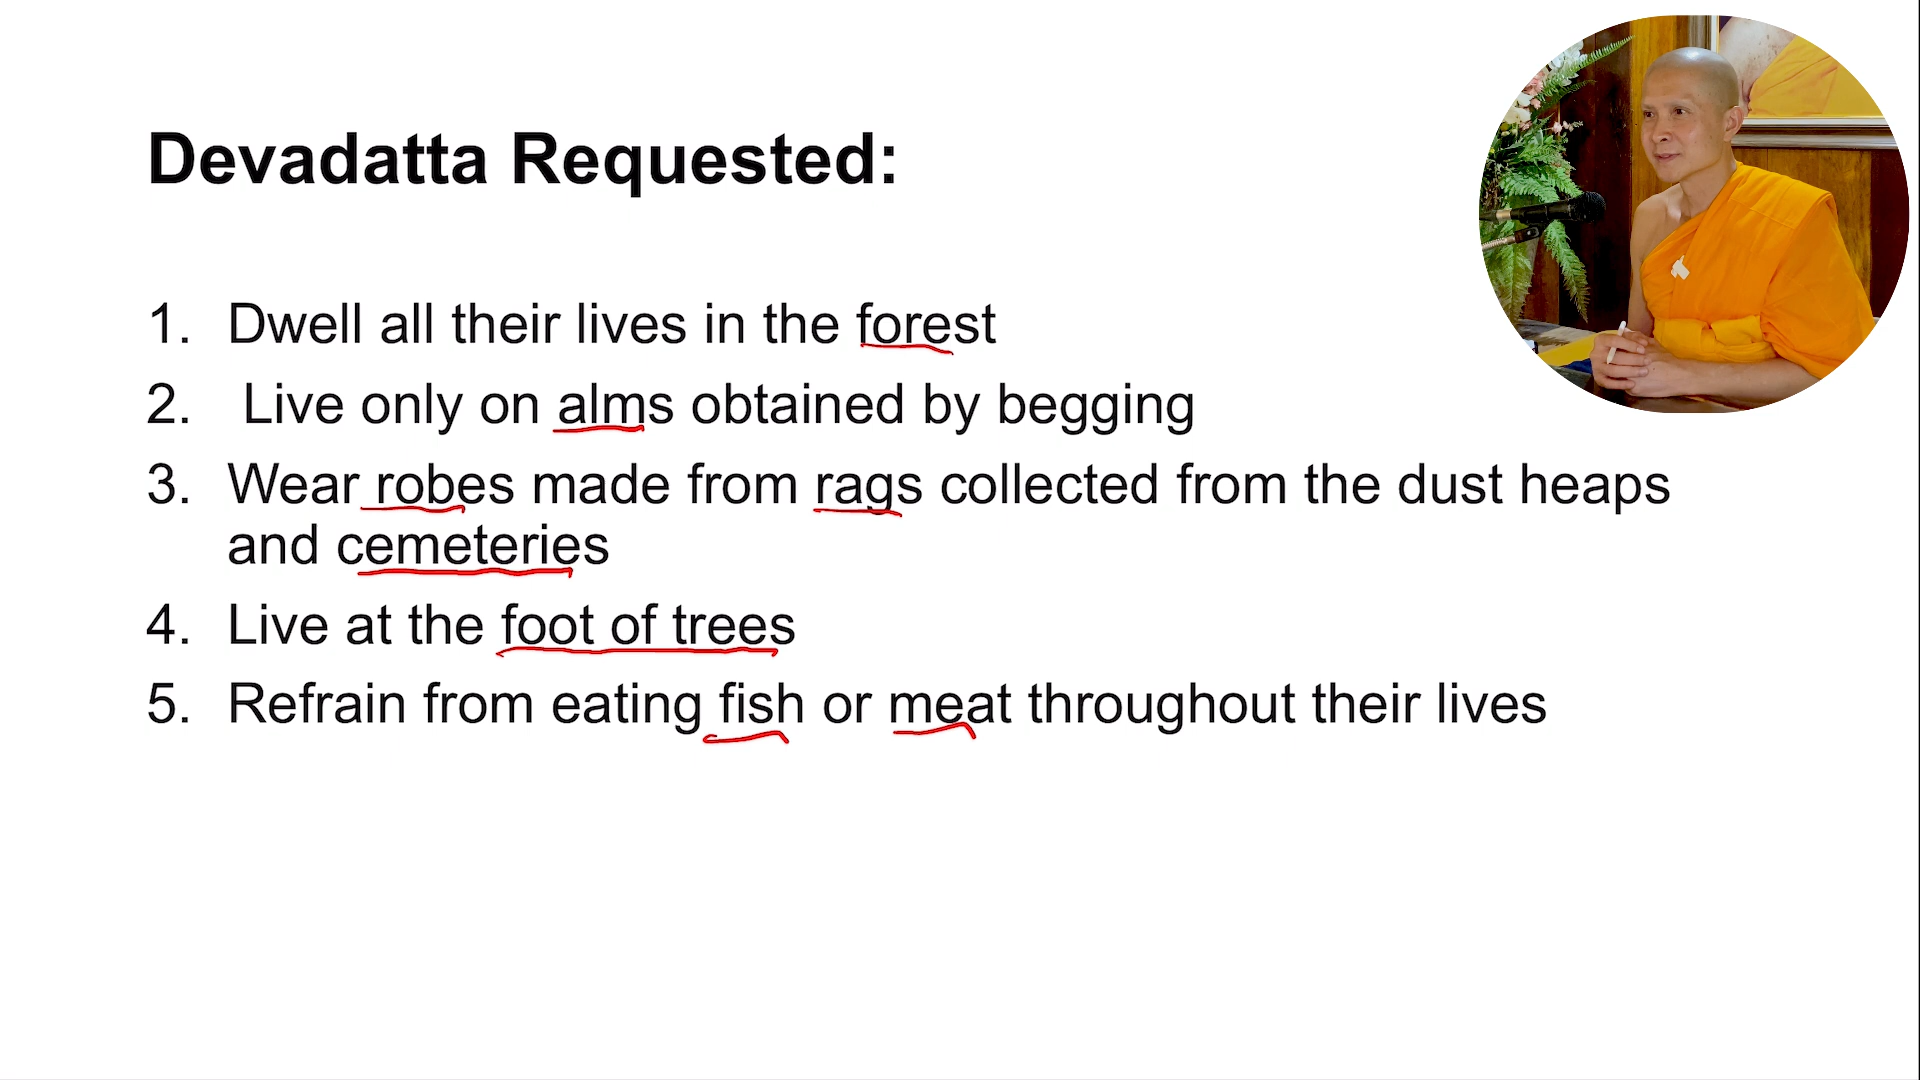 Devadatta Requested:
1. Dwell all their lives in the forest
2. Live only on alms obtained by begging
3. Wear robes made from rags collected from the dust heaps
and cemeteries
4. Live at the foot of trees
5. Refrain from eating fish or meat throughout their lives